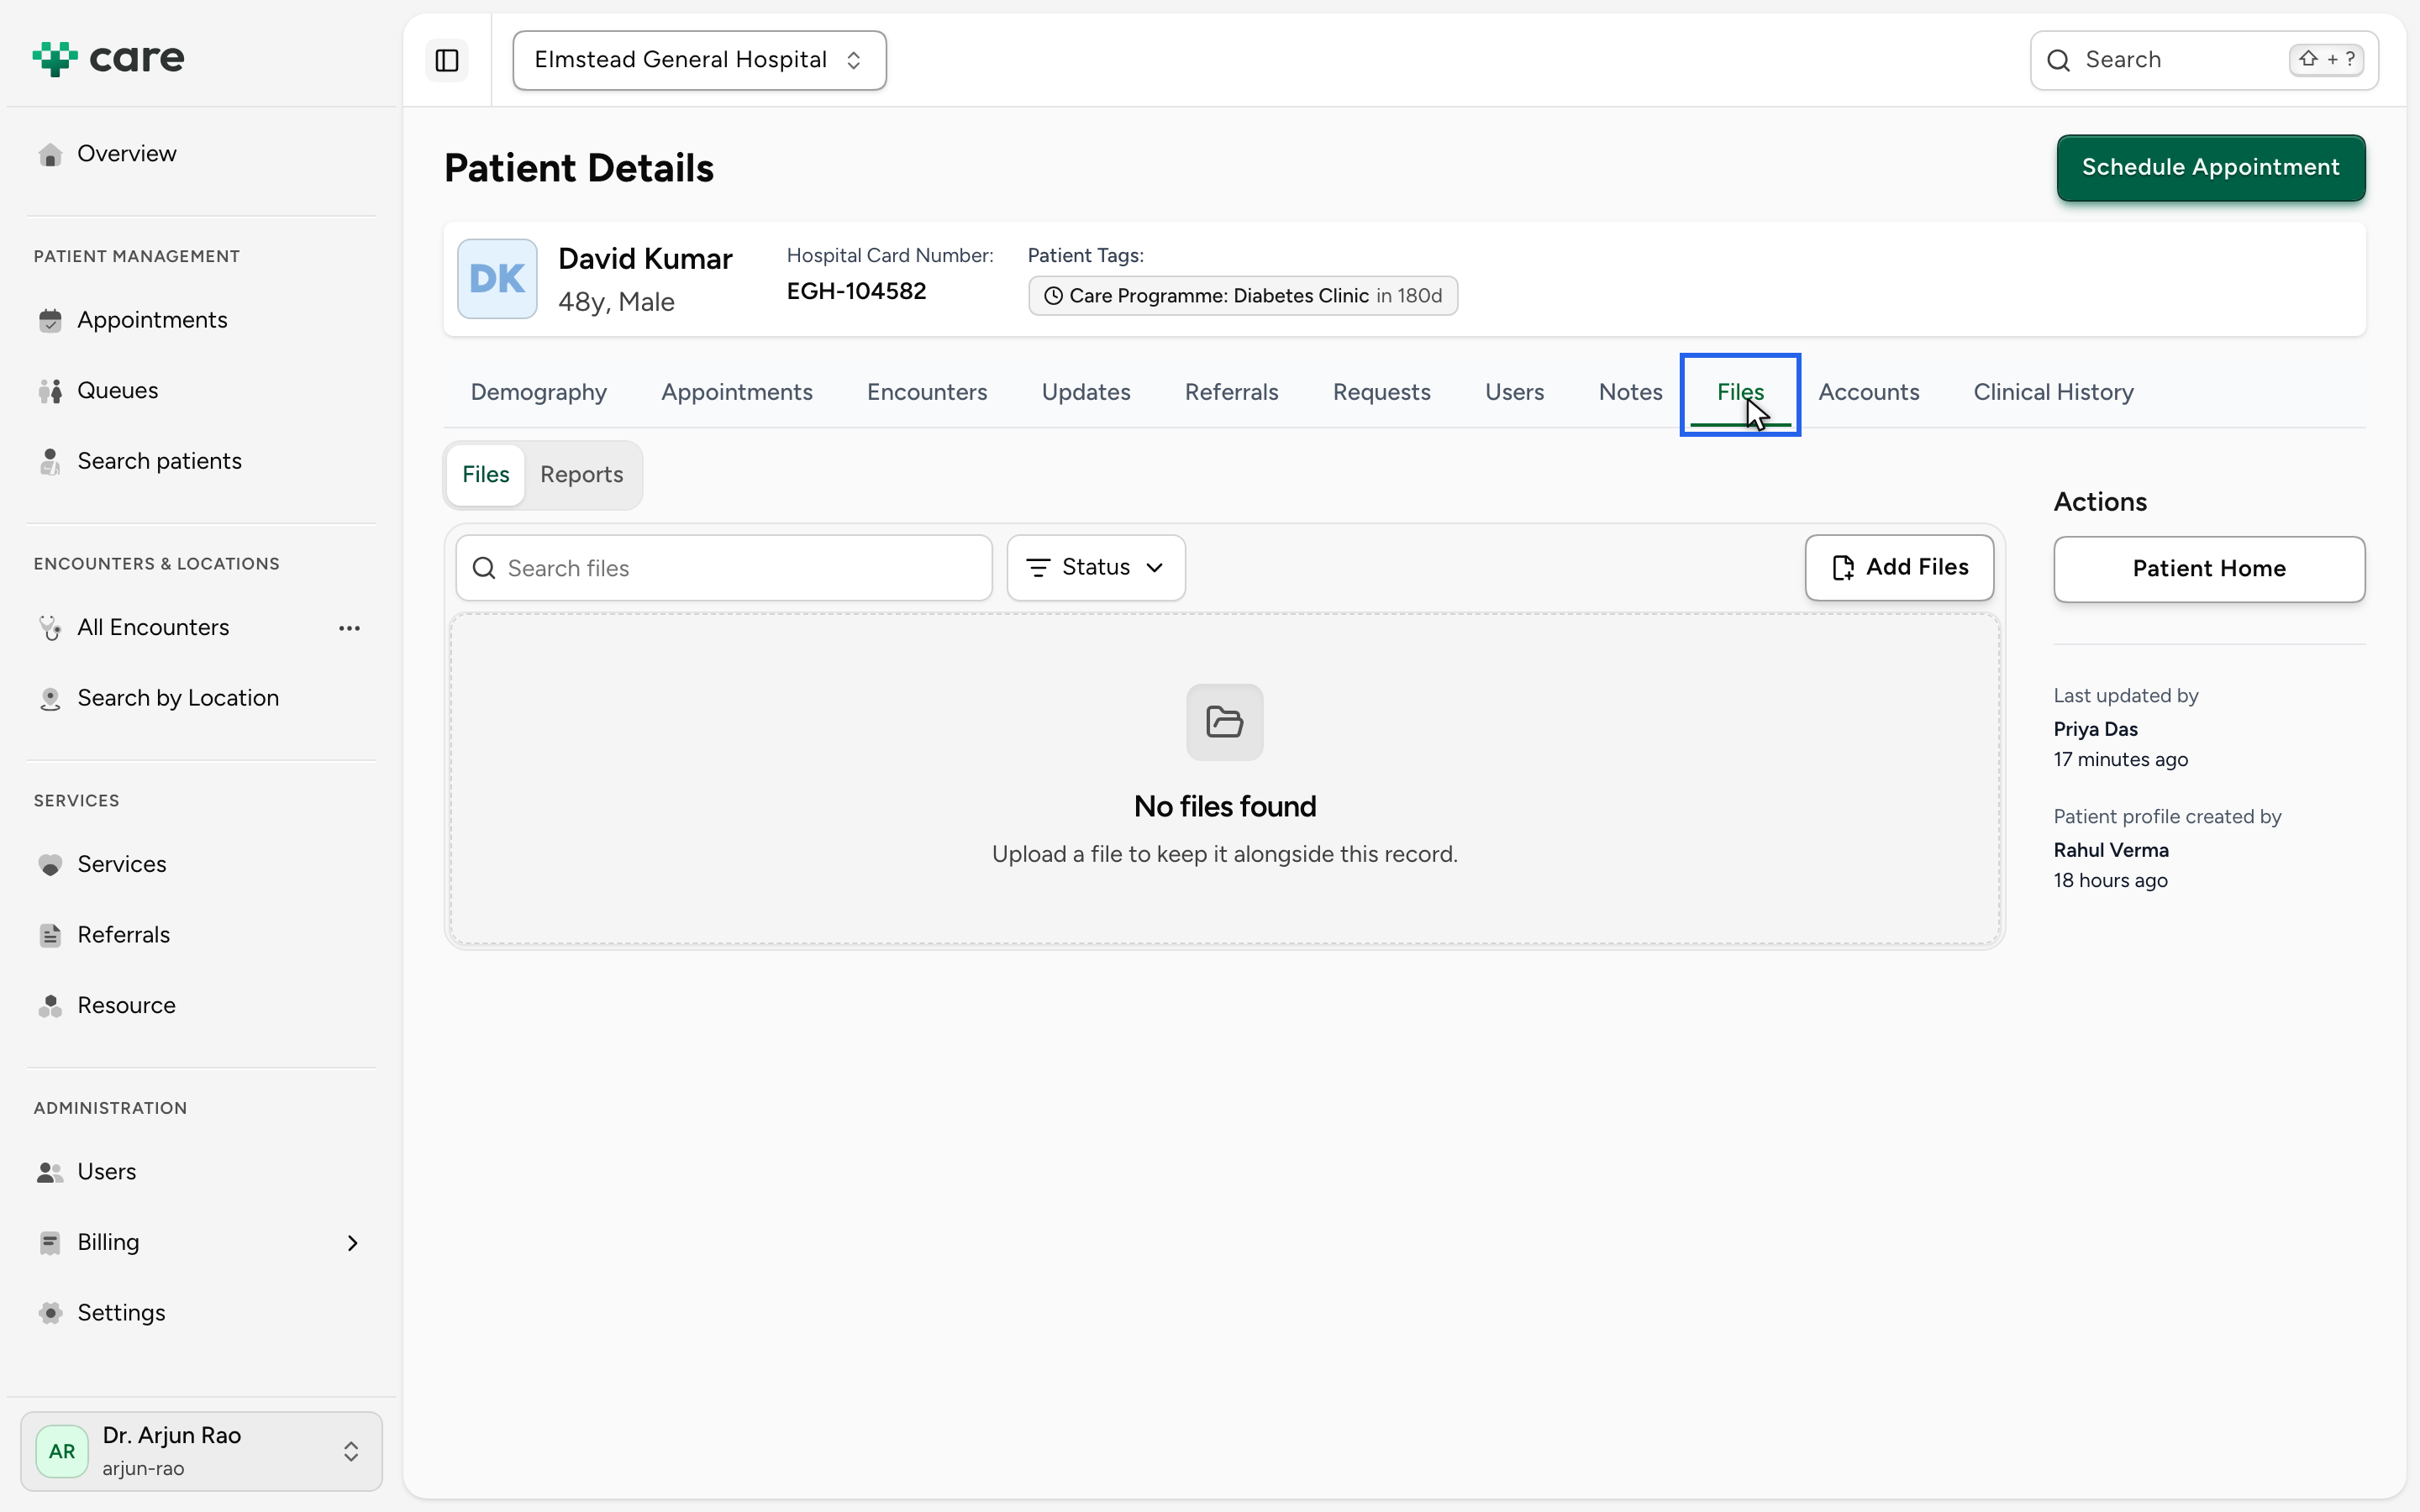 care
Elmstead General Hospital
Search
+ ?
Overview
PATIENT MANAGEMENT
Appointments
Queues
Search patients
ENCOUNTERS & LOCATIONS
All Encounters
Search by Location
SERVICES
Services
Referrals
Resource
ADMINISTRATION
Users
Billing
Settings
AR
Dr. Arjun Rao
arjun-rao
Patient Details
Schedule Appointment
DK
David Kumar
48y, Male
Hospital Card Number:
EGH-104582
Patient Tags:
Care Programme: Diabetes Clinic in 180d
Demography Appointments Encounters Updates Referrals Requests Users Notes Files Accounts Clinical History
Files Reports
Search files
Status
Add Files
No files found
Upload a file to keep it alongside this record.
Actions
Patient Home
Last updated by
Priya Das
17 minutes ago
Patient profile created by
Rahul Verma
18 hours ago